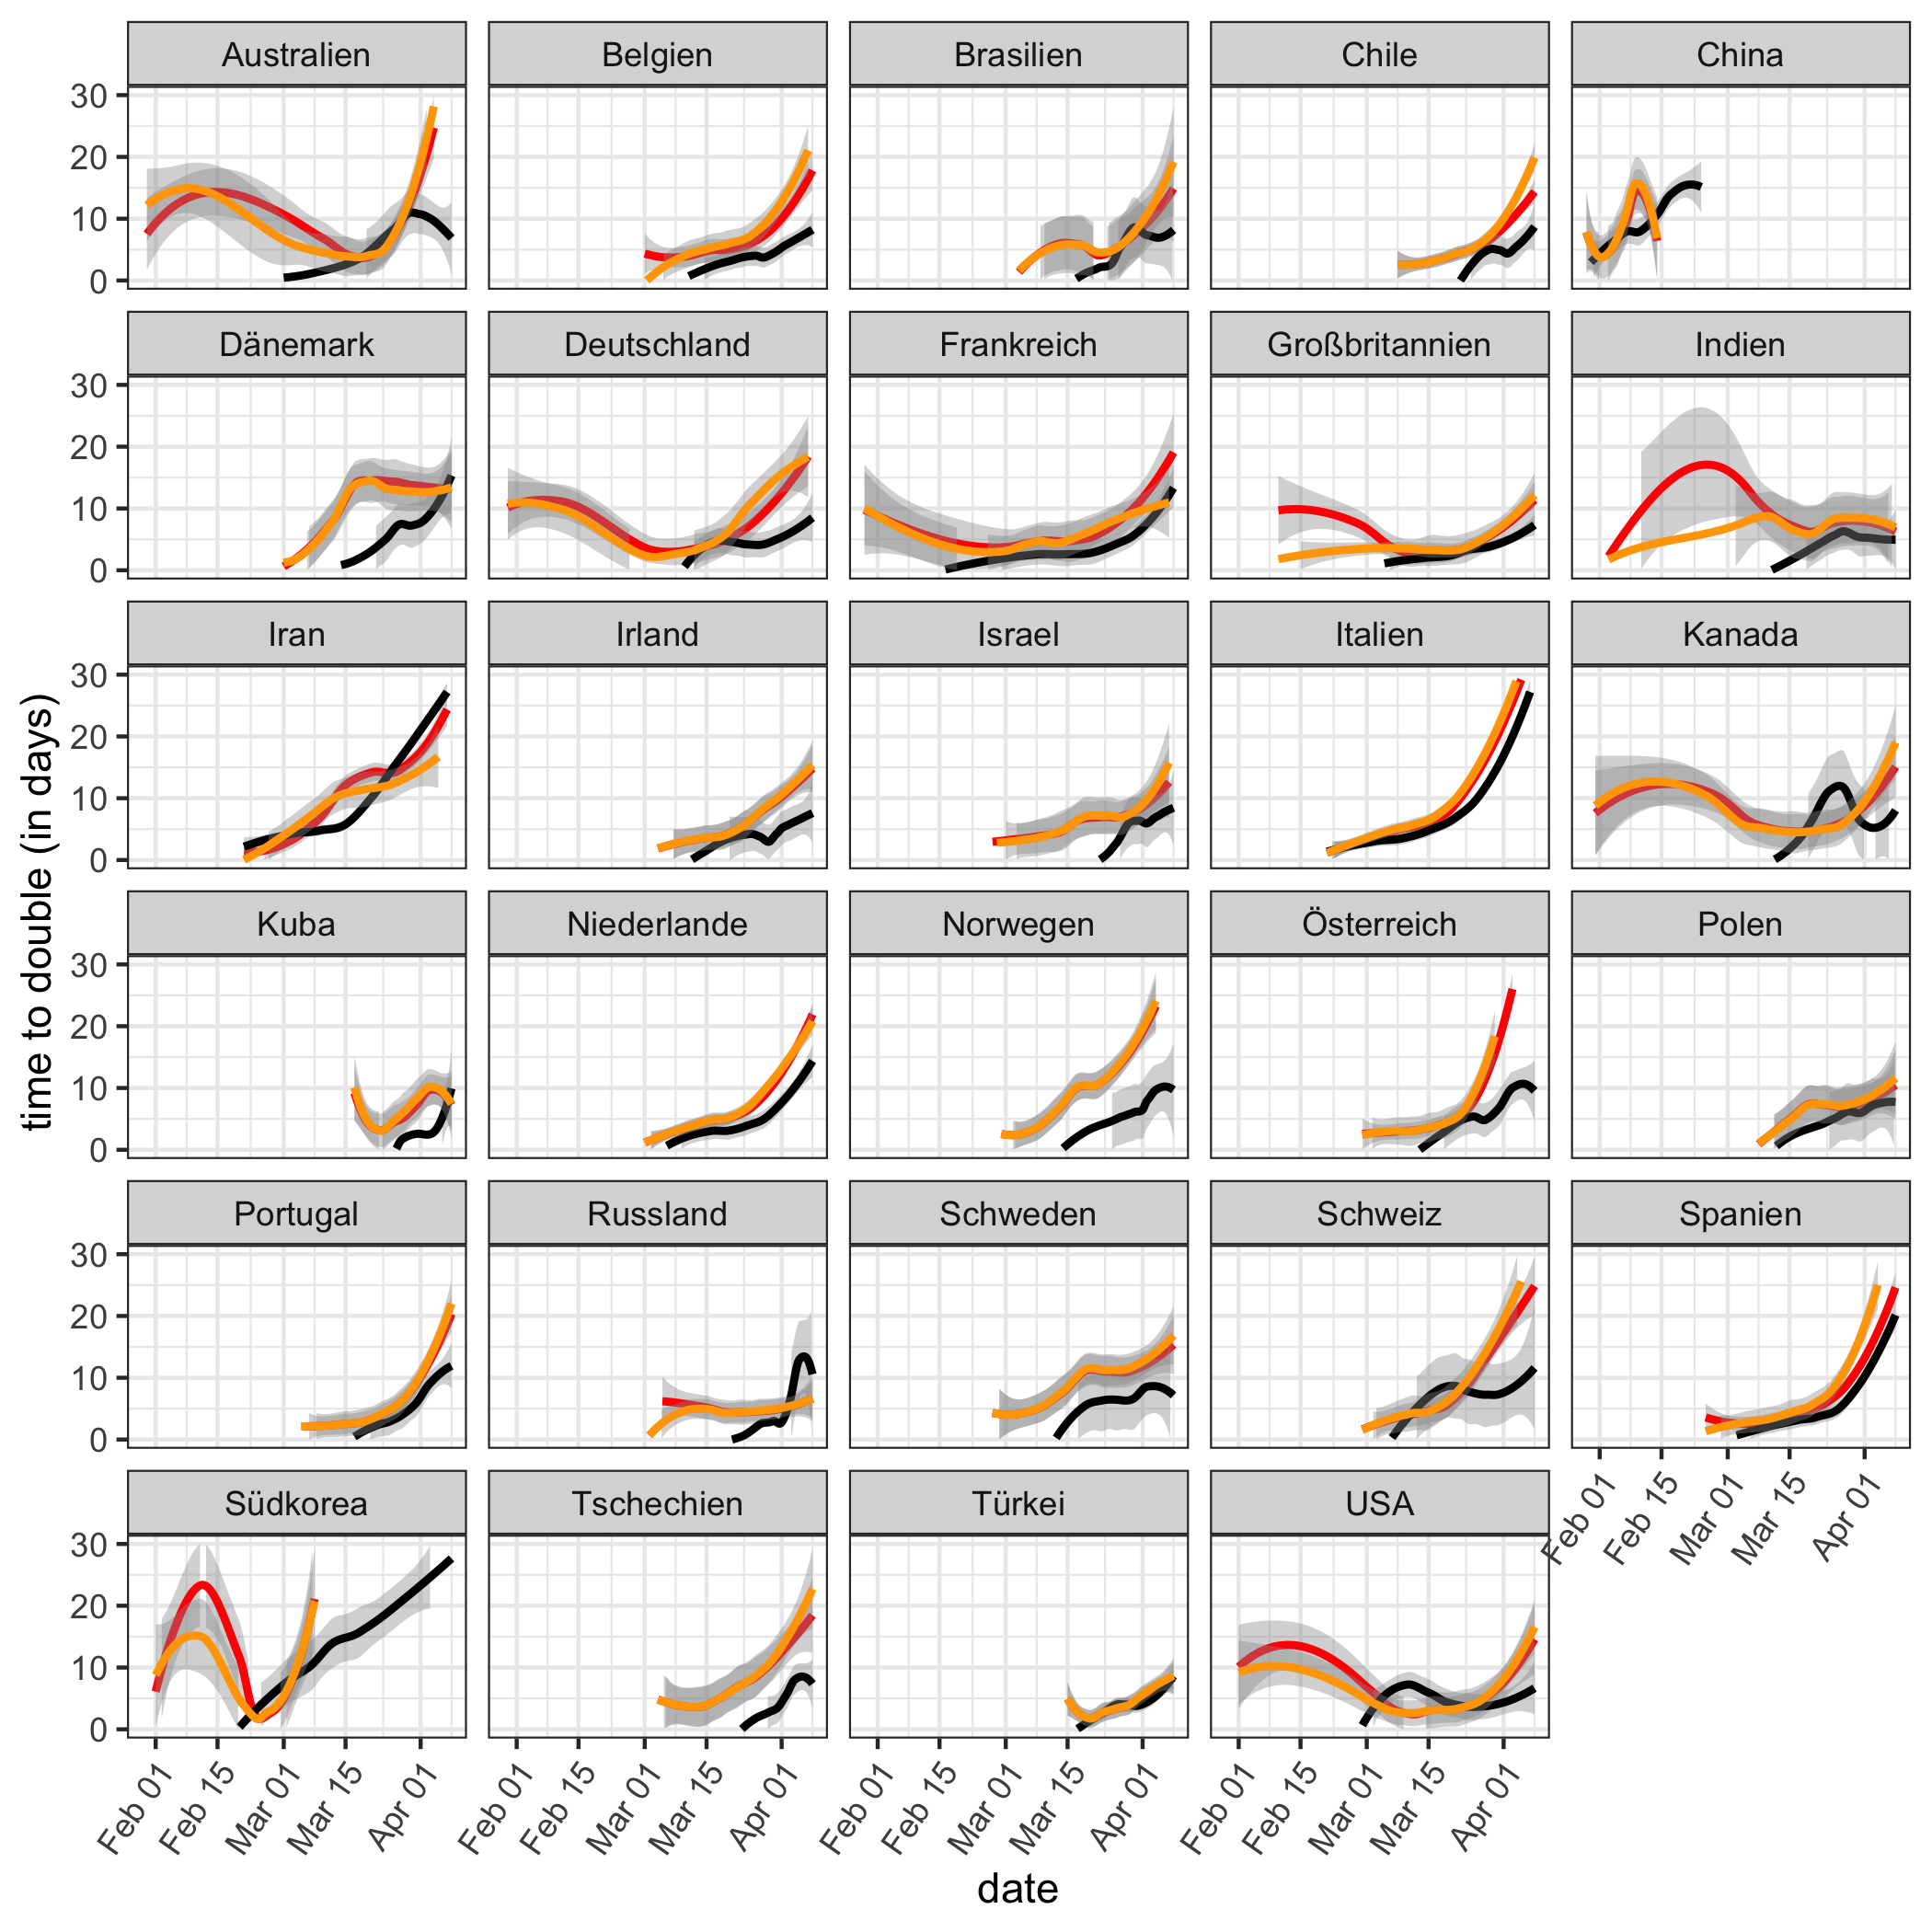 Australien Belgien Brasilien Chile China
30
20
10
0
Dänemark Deutschland Frankreich Großbritannien Indien
30
20
10
0
Iran Irland Israel Italien Kanada
30
20
10
0
time to double (in days)
Kuba Niederlande Norwegen Österreich Polen
30
20
10
0
Portugal Russland Schweden Schweiz Spanien
30
20
10
0
Feb 01 Feb 15 Mar 01 Mar 15 Apr 01
Südkorea Tschechien Türkei USA
30
20
10
0
Feb 01 Feb 15 Mar 01 Mar 15 Apr 01 Feb 01 Feb 15 Mar 01 Mar 15 Apr 01 Feb 01 Feb 15 Mar 01 Mar 15 Apr 01 Feb 01 Feb 15 Mar 01 Mar 15 Apr 01
date